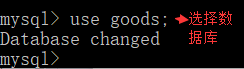 mysql> use goods; 选择数
Database changed 据库
mysql>